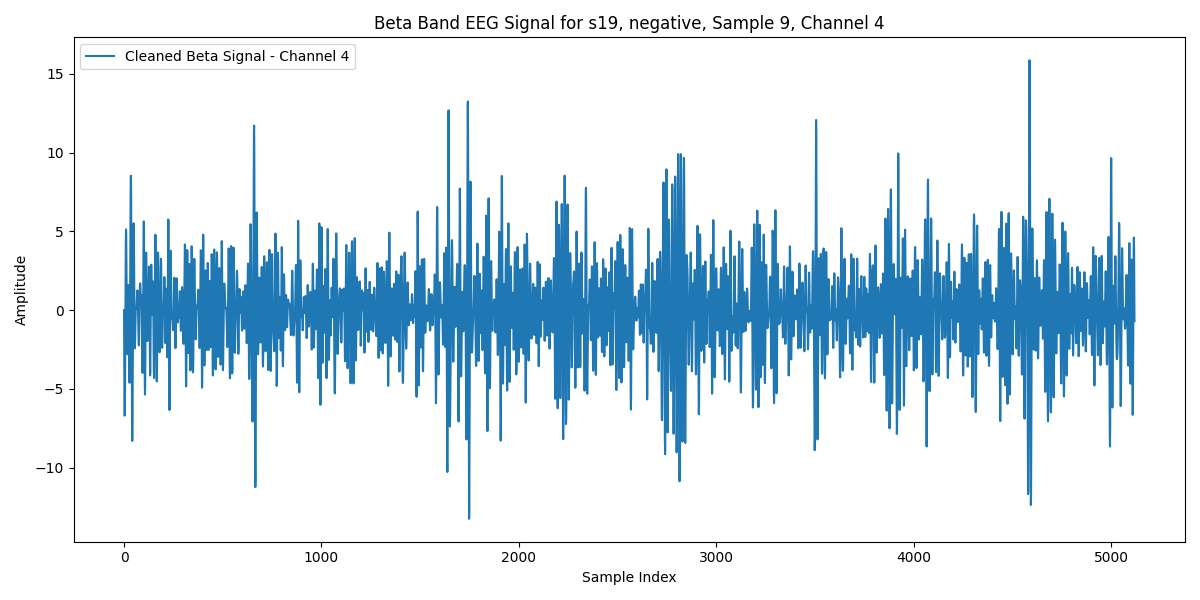 Beta Band EEG Signal for s19, negative, Sample 9, Channel 4
Cleaned Beta Signal - Channel 4
Amplitude
15
10
5
0
−5
−10
0 1000 2000 3000 4000 5000
Sample Index